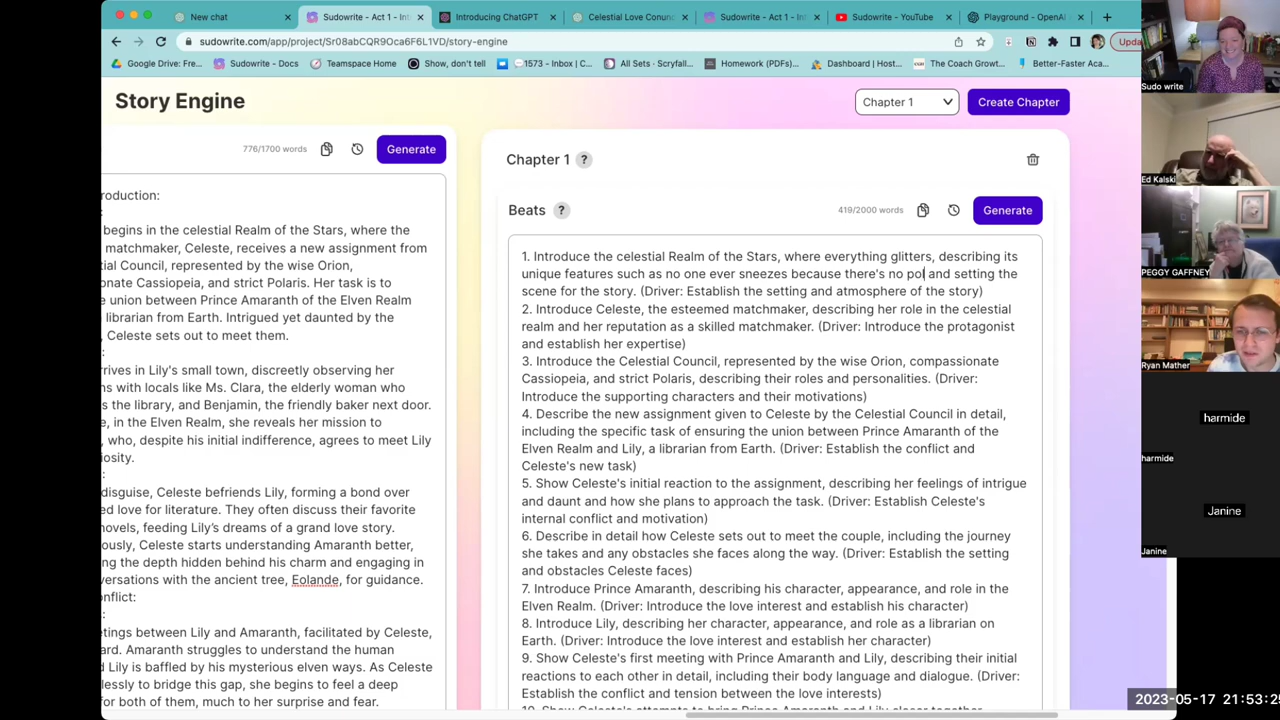 New chat
Sudowrite - Act 1 - Int
Introducing ChatGPT
Celestial Love Conun
Sudowrite - Act 1 - Int
Sudowrite - YouTube
Playground - OpenAI
sudowrite.com/app/project/Sr08abCQR9Oca6F6L1VD/story-engine
Upda
Google Drive: Fre...
Sudowrite - Docs
Teamspace Home
Show, don't tell
1573 - Inbox | C...
All Sets · Scryfall...
Homework (PDFs)...
Dashboard | Host...
The Coach Growt...
Better-Faster Aca...
Story Engine
Chapter 1
Create Chapter
776/1700 words
Generate
roduction:
:
begins in the celestial Realm of the Stars, where the
matchmaker, Celeste, receives a new assignment from
ial Council, represented by the wise Orion,
onate Cassiopeia, and strict Polaris. Her task is to
e union between Prince Amaranth of the Elven Realm
librarian from Earth. Intrigued yet daunted by the
, Celeste sets out to meet them.
:
rrives in Lily's small town, discreetly observing her
ns with locals like Ms. Clara, the elderly woman who
s the library, and Benjamin, the friendly baker next door.
e, in the Elven Realm, she reveals her mission to
, who, despite his initial indifference, agrees to meet Lily
iosity.
:
disguise, Celeste befriends Lily, forming a bond over
ed love for literature. They often discuss their favorite
novels, feeding Lily's dreams of a grand love story.
ously, Celeste starts understanding Amaranth better,
ng the depth hidden behind his charm and engaging in
versations with the ancient tree, Eolande, for guidance.
onflict:
:
etings between Lily and Amaranth, facilitated by Celeste,
ard. Amaranth struggles to understand the human
d Lily is baffled by his mysterious elven ways. As Celeste
lessly to bridge this gap, she begins to feel a deep
for both of them, much to her surprise and fear.
Chapter 1 ?
Beats ?
419/2000 words
Generate
1. Introduce the celestial Realm of the Stars, where everything glitters, describing its
unique features such as no one ever sneezes because there's no pol and setting the
scene for the story. (Driver: Establish the setting and atmosphere of the story)
2. Introduce Celeste, the esteemed matchmaker, describing her role in the celestial
realm and her reputation as a skilled matchmaker. (Driver: Introduce the protagonist
and establish her expertise)
3. Introduce the Celestial Council, represented by the wise Orion, compassionate
Cassiopeia, and strict Polaris, describing their roles and personalities. (Driver:
Introduce the supporting characters and their motivations)
4. Describe the new assignment given to Celeste by the Celestial Council in detail,
including the specific task of ensuring the union between Prince Amaranth of the
Elven Realm and Lily, a librarian from Earth. (Driver: Establish the conflict and
Celeste's new task)
5. Show Celeste's initial reaction to the assignment, describing her feelings of intrigue
and daunt and how she plans to approach the task. (Driver: Establish Celeste's
internal conflict and motivation)
6. Describe in detail how Celeste sets out to meet the couple, including the journey
she takes and any obstacles she faces along the way. (Driver: Establish the setting
and obstacles Celeste faces)
7. Introduce Prince Amaranth, describing his character, appearance, and role in the
Elven Realm. (Driver: Introduce the love interest and establish his character)
8. Introduce Lily, describing her character, appearance, and role as a librarian on
Earth. (Driver: Introduce the love interest and establish her character)
9. Show Celeste's first meeting with Prince Amaranth and Lily, describing their initial
reactions to each other in detail, including their body language and dialogue. (Driver:
Establish the conflict and tension between the love interests)
10. Show Celeste's attempts to bring Prince Amaranth and Lily closer together
Sudo write
Ed Kalski
PEGGY GAFFNEY
Ryan Mather
harmide
harmide
Janine
Janine
2023-05-17 21:53:2